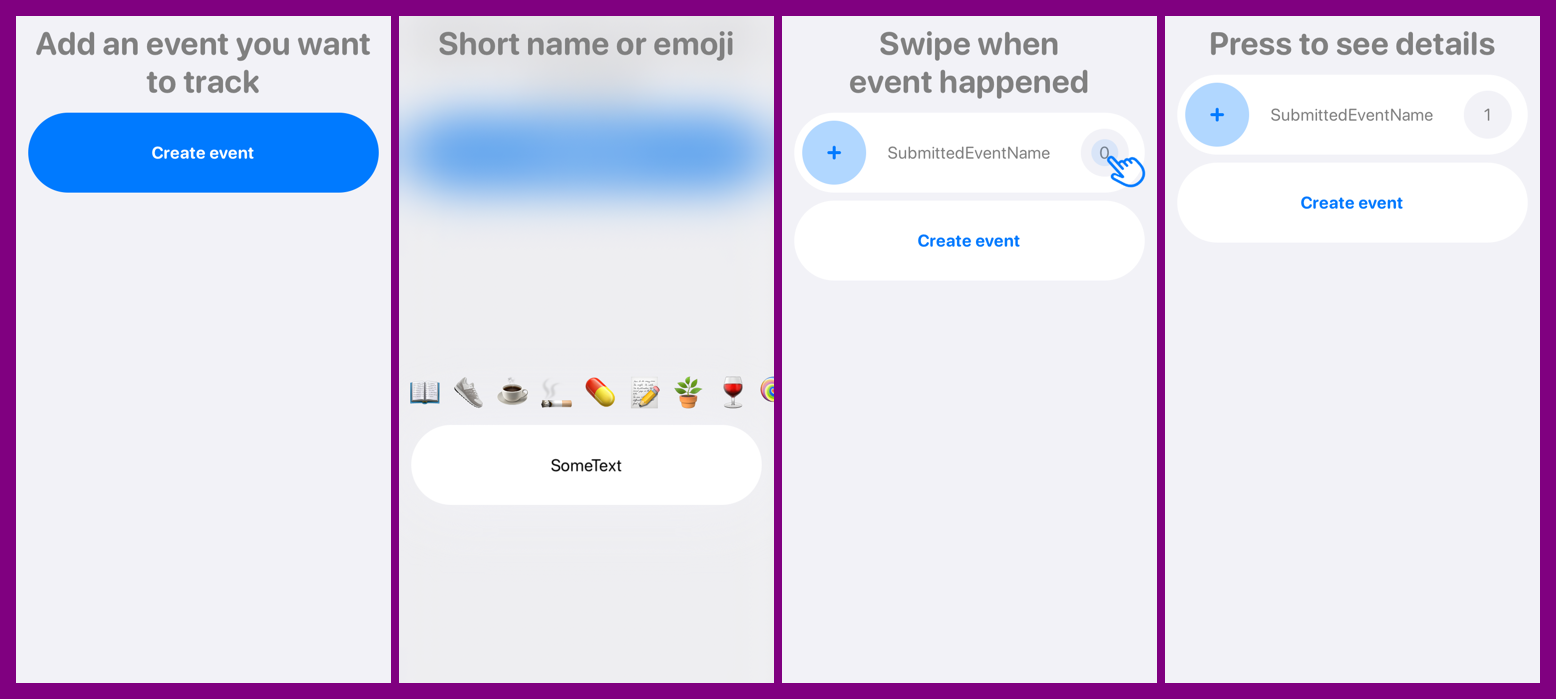 Add an event you want
to track
Create event
Short name or emoji
SomeText
Swipe when
event happened
+ SubmittedEventName 0
Create event
Press to see details
+ SubmittedEventName 1
Create event